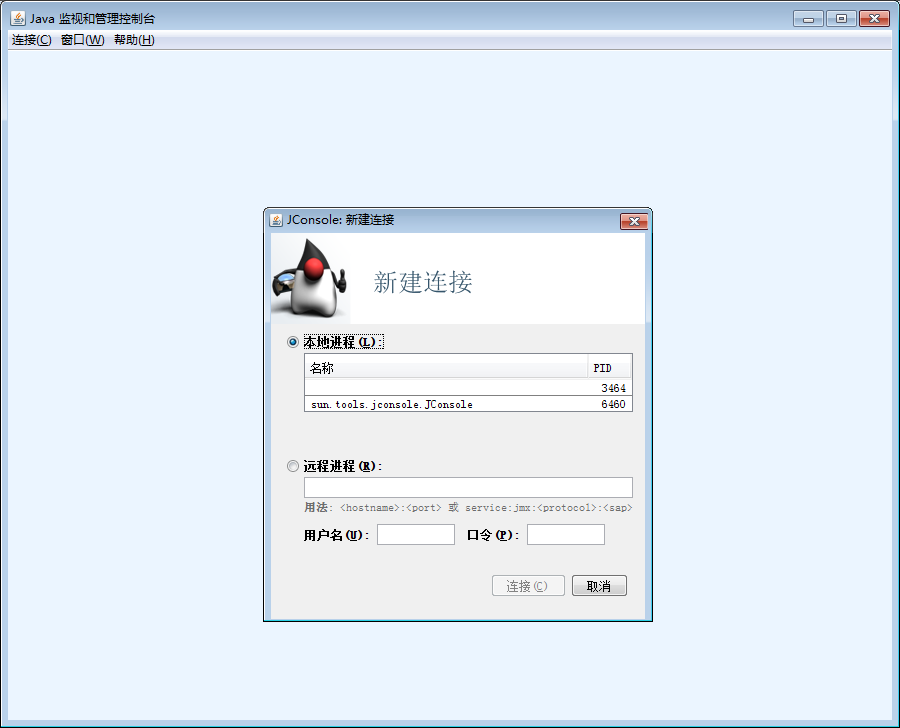 Java 监视和管理控制台
连接(C) 窗口(W) 帮助(H)
JConsole: 新建连接
新建连接
本地进程(L):
名称 PID
3464
sun.tools.jconsole.JConsole 6460
远程进程(R):
用法: <hostname>:<port> 或 service:jmx:<protocol>:<sap>
用户名(U): 口令(P):
连接(C) 取消